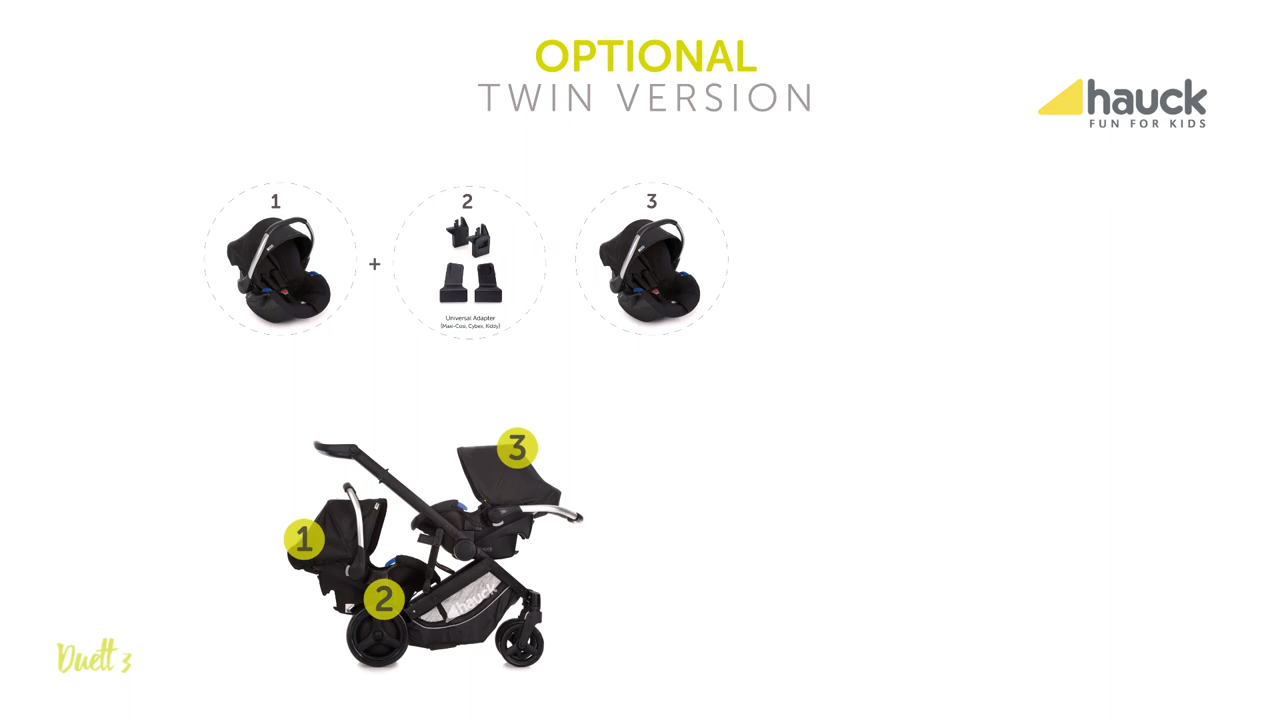 OPTIONAL
TWIN VERSION
hauck
FUN FOR KIDS
1
2
3
+
Universal Adapter
(Maxi-Cosi, Cybex, Kiddy)
3
1
2
hauck
Duett 3